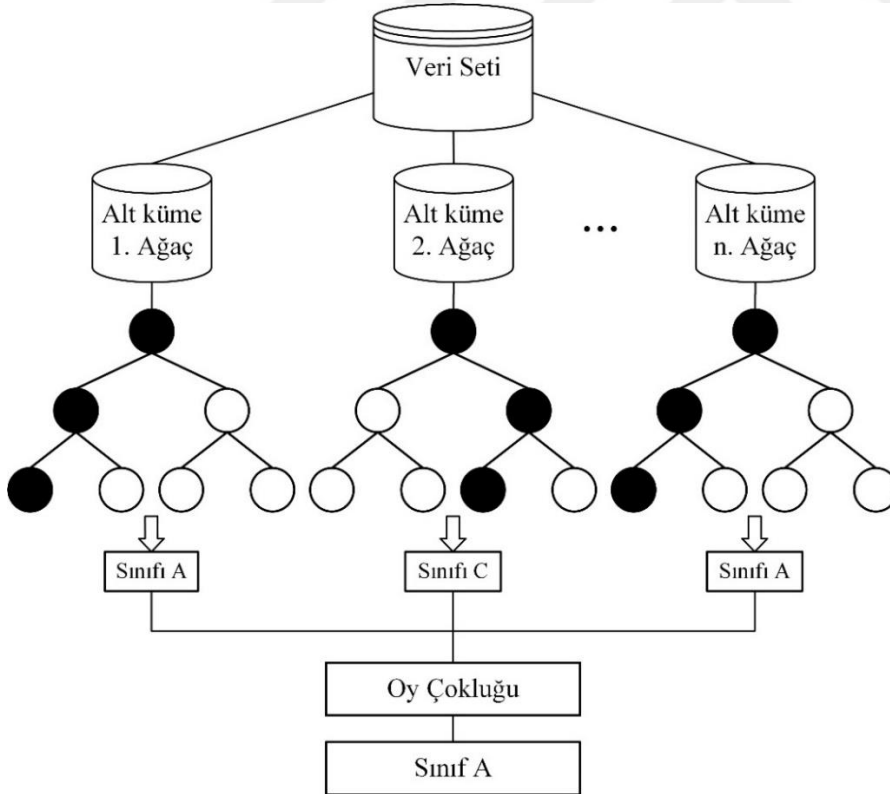 Veri Seti
Alt küme
1. Ağaç
Alt küme
2. Ağaç
...
Alt küme
n. Ağaç
Sınıfı A
Sınıfı C
Sınıfı A
Oy Çokluğu
Sınıf A